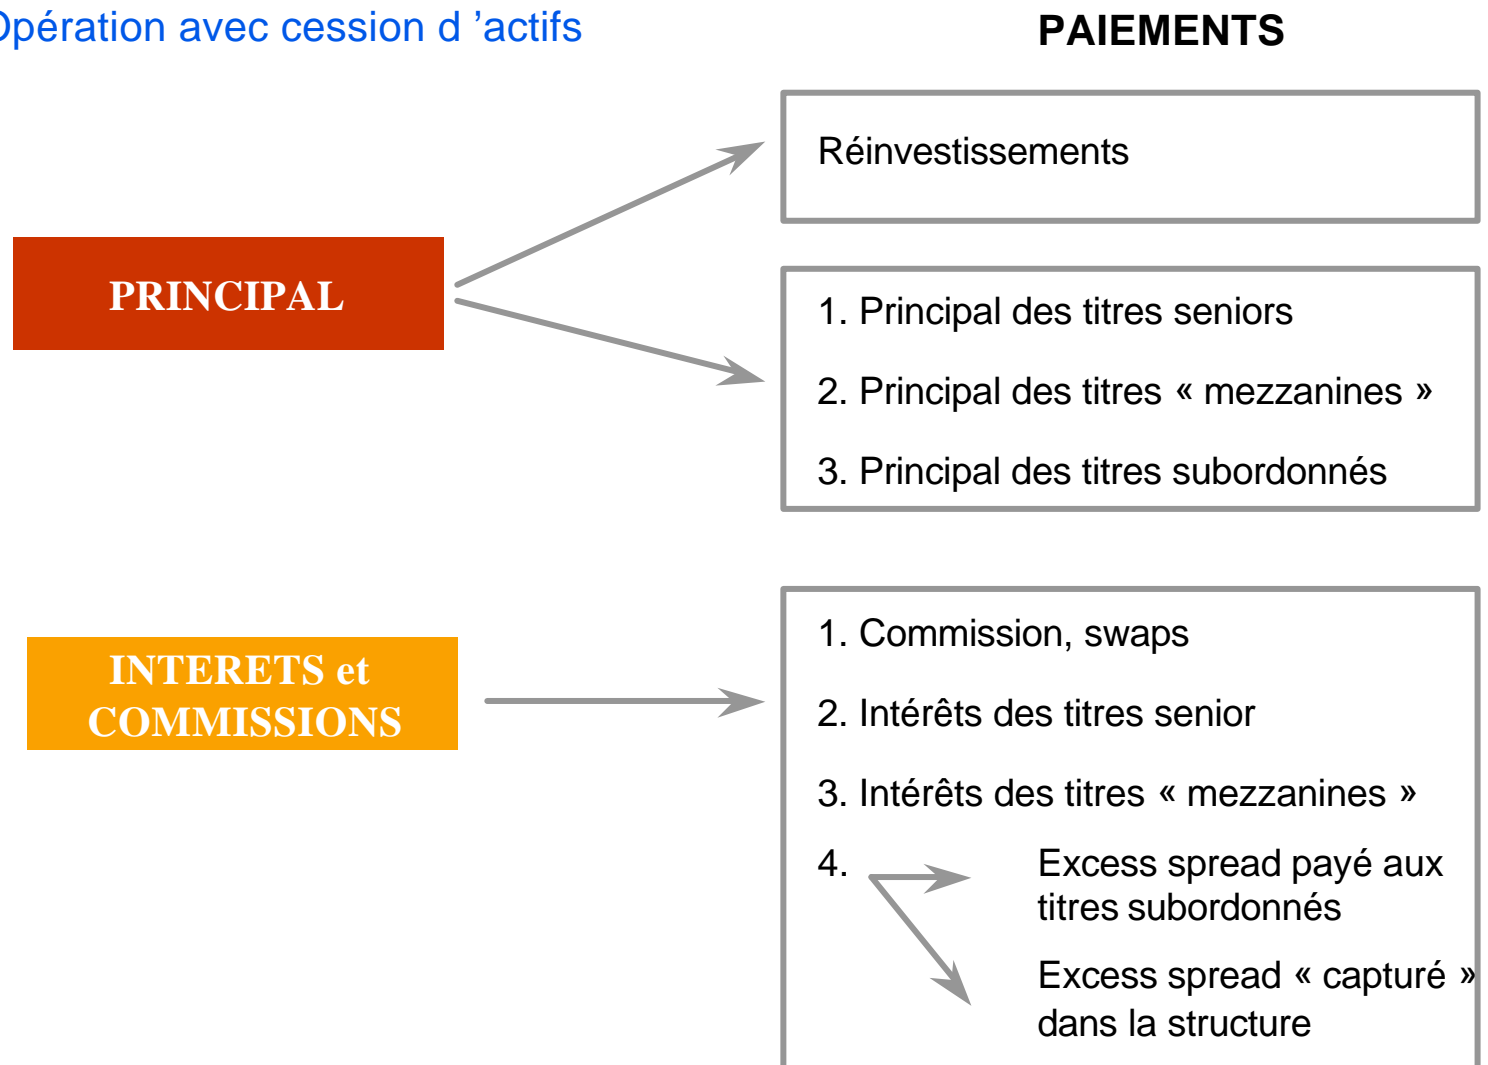 Opération avec cession d ’actifs
PAIEMENTS
Réinvestissements
PRINCIPAL
1. Principal des titres seniors
2. Principal des titres « mezzanines »
3. Principal des titres subordonnés
INTERETS et
COMMISSIONS
1. Commission, swaps
2. Intérêts des titres senior
3. Intérêts des titres « mezzanines »
4. Excess spread payé aux
titres subordonnés
Excess spread « capturé »
dans la structure